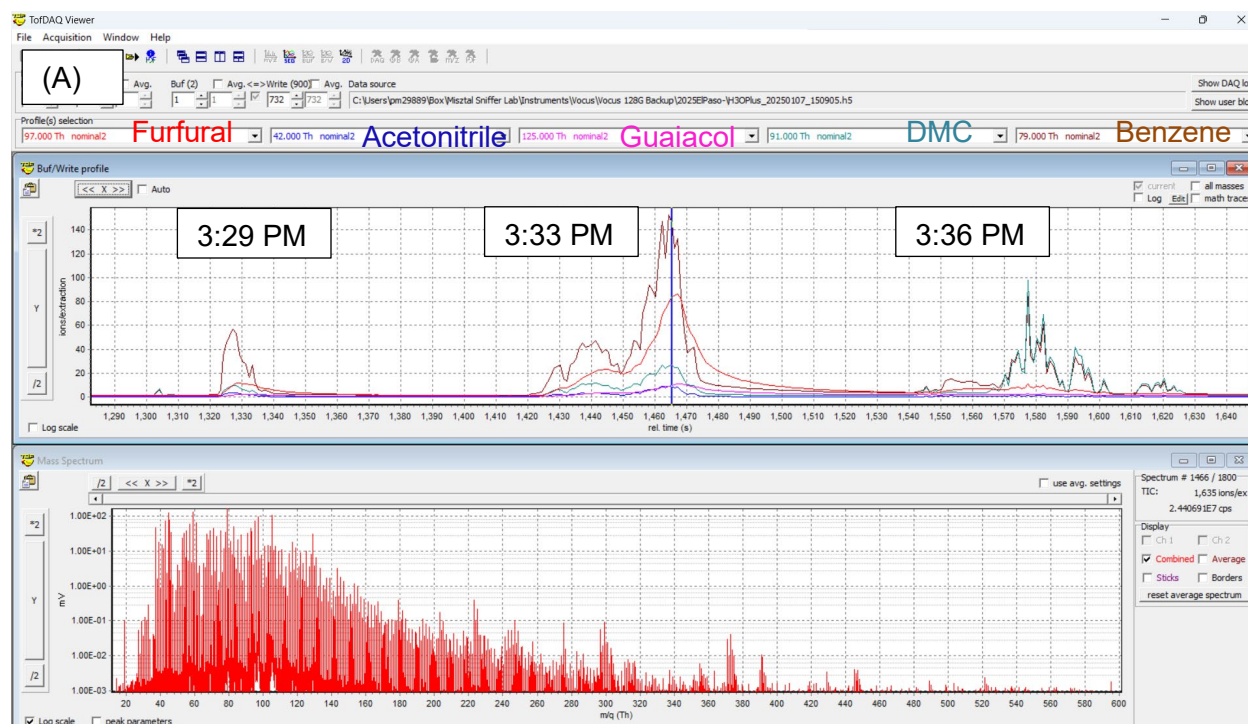 TofDAQ Viewer
File Acquisition Window Help
(A)
Avg. Buf (2) Avg. <=> Write (900) Avg. Data source
1 1 732 732 C:\Users\pm29889\Box\Misztal Sniffer Lab\Instruments\Vocus\Vocus 128G Backup\2025ElPaso-\H3OPlus_20250107_150905.h5
Show DAQ lo
Show user blo
Profile(s) selection
97.000 Th nominal2 Furfural 42.000 Th nominal2 Acetonitrile 125.000 Th nominal2 Guaiacol 91.000 Th nominal2 DMC 79.000 Th nominal2 Benzene
Buf/Write profile
<< X >> Auto
current all masses
Log Edit math traces
3:29 PM 3:33 PM 3:36 PM
*2
Y
/2
ions/extraction
140
120
100
80
60
40
20
0
1,290 1,300 1,310 1,320 1,330 1,340 1,350 1,360 1,370 1,380 1,390 1,400 1,410 1,420 1,430 1,440 1,450 1,460 1,470 1,480 1,490 1,500 1,510 1,520 1,530 1,540 1,550 1,560 1,570 1,580 1,590 1,600 1,610 1,620 1,630 1,640
rel. time (s)
Log scale
Mass Spectrum
/2 << X >> *2
use avg. settings
*2
Y
/2
mV
1.00E+02
1.00E+01
1.00E+00
1.00E-01
1.00E-02
1.00E-03
20 40 60 80 100 120 140 160 180 200 220 240 260 280 300 320 340 360 380 400 420 440 460 480 500 520 540 560 580 600
m/q (Th)
Log scale peak parameters
Spectrum # 1466 / 1800
TIC: 1,635 ions/ex
2.440691E7 cps
Display
Ch 1 Ch 2
Combined Average
Sticks Borders
reset average spectrum